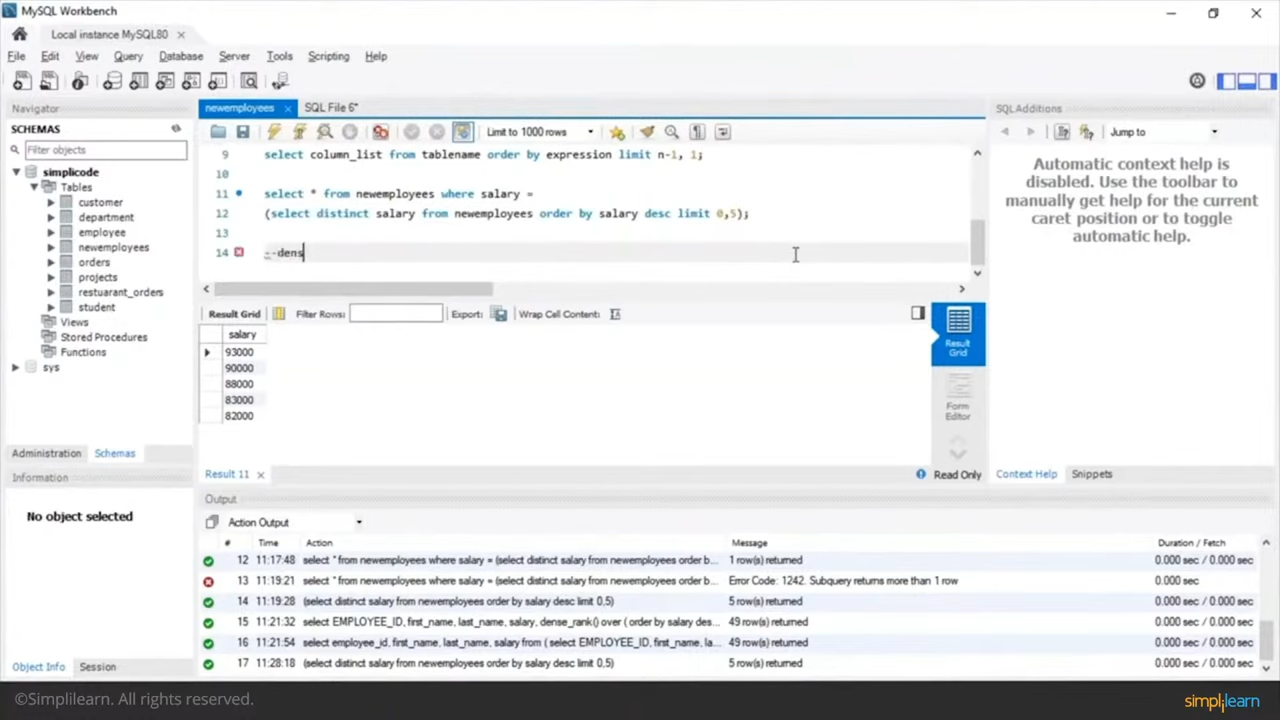 MySQL Workbench
Local instance MySQL80
File Edit View Query Database Server Tools Scripting Help
Navigator
SCHEMAS
Filter objects
simplicode
Tables
customer
department
employee
newemployees
orders
projects
restuarant_orders
student
Views
Stored Procedures
Functions
sys
Administration Schemas
Information
No object selected
Object Info Session
newemployees SQL File 6*
Limit to 1000 rows
9 select column_list from tablename order by expression limit n-1, 1;
10
11 select * from newemployees where salary =
12 (select distinct salary from newemployees order by salary desc limit 0,5);
13
14 --dens
Result Grid Filter Rows: Export: Wrap Cell Content:
salary
93000
90000
88000
83000
82000
Result Grid
Form Editor
Result 11 Read Only
SQLAdditions
Jump to
Automatic context help is
disabled. Use the toolbar to
manually get help for the current
caret position or to toggle
automatic help.
Context Help Snippets
Output
Action Output
# Time Action Message Duration / Fetch
12 11:17:48 select * from newemployees where salary = (select distinct salary from newemployees order b... 1 row(s) returned 0.000 sec / 0.000 sec
13 11:19:21 select * from newemployees where salary = (select distinct salary from newemployees order b... Error Code: 1242. Subquery returns more than 1 row 0.000 sec
14 11:19:28 (select distinct salary from newemployees order by salary desc limit 0,5) 5 row(s) returned 0.000 sec / 0.000 sec
15 11:21:32 select EMPLOYEE_ID, first_name, last_name, salary, dense_rank() over ( order by salary des... 49 row(s) returned 0.000 sec / 0.000 sec
16 11:21:54 select employee_id, first_name, last_name, salary from ( select EMPLOYEE_ID, first_name, la... 49 row(s) returned 0.000 sec / 0.000 sec
17 11:28:18 (select distinct salary from newemployees order by salary desc limit 0,5) 5 row(s) returned 0.000 sec / 0.000 sec
©Simplilearn. All rights reserved.
simplilearn